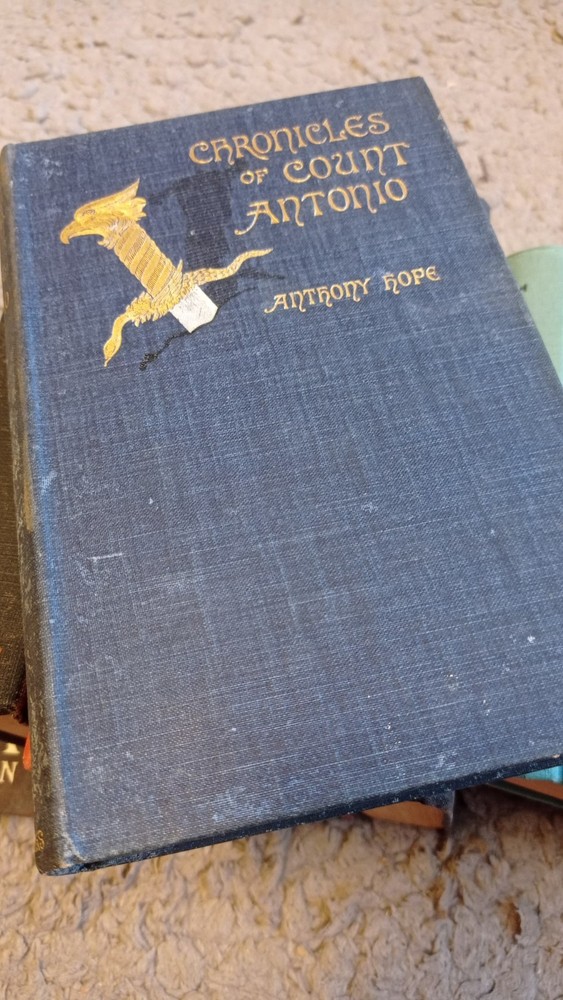 CHRONICLES
OF COUNT
ANTONIO
ANTHONY HOPE
N